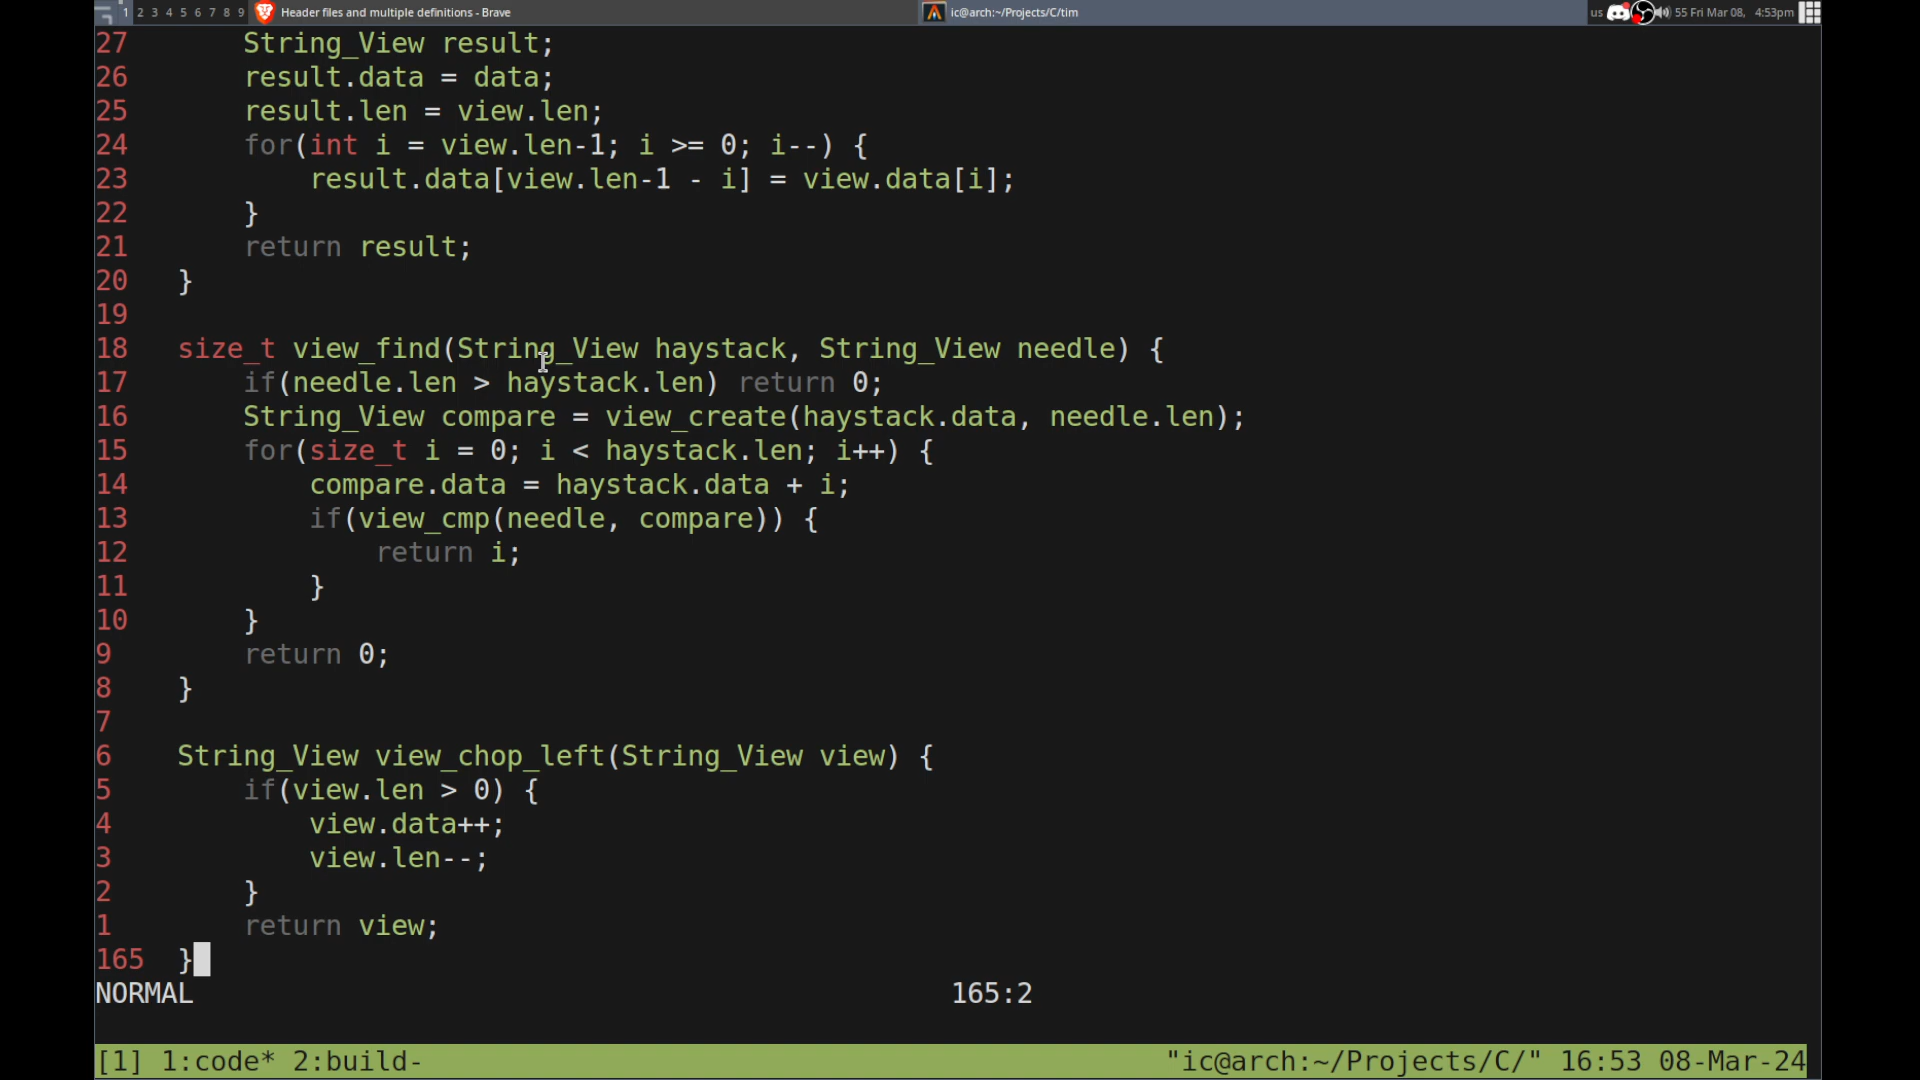 1 2 3 4 5 6 7 8 9 Header files and multiple definitions - Brave ic@arch:~/Projects/C/tim us 55 Fri Mar 08, 4:53pm
27 String_View result;
26 result.data = data;
25 result.len = view.len;
24 for(int i = view.len-1; i >= 0; i--) {
23 result.data[view.len-1 - i] = view.data[i];
22 }
21 return result;
20 }
19
18 size_t view_find(String_View haystack, String_View needle) {
17 if(needle.len > haystack.len) return 0;
16 String_View compare = view_create(haystack.data, needle.len);
15 for(size_t i = 0; i < haystack.len; i++) {
14 compare.data = haystack.data + i;
13 if(view_cmp(needle, compare)) {
12 return i;
11 }
10 }
9 return 0;
8 }
7
6 String_View view_chop_left(String_View view) {
5 if(view.len > 0) {
4 view.data++;
3 view.len--;
2 }
1 return view;
165 }
NORMAL 165:2
[1] 1:code* 2:build- "ic@arch:~/Projects/C/" 16:53 08-Mar-24